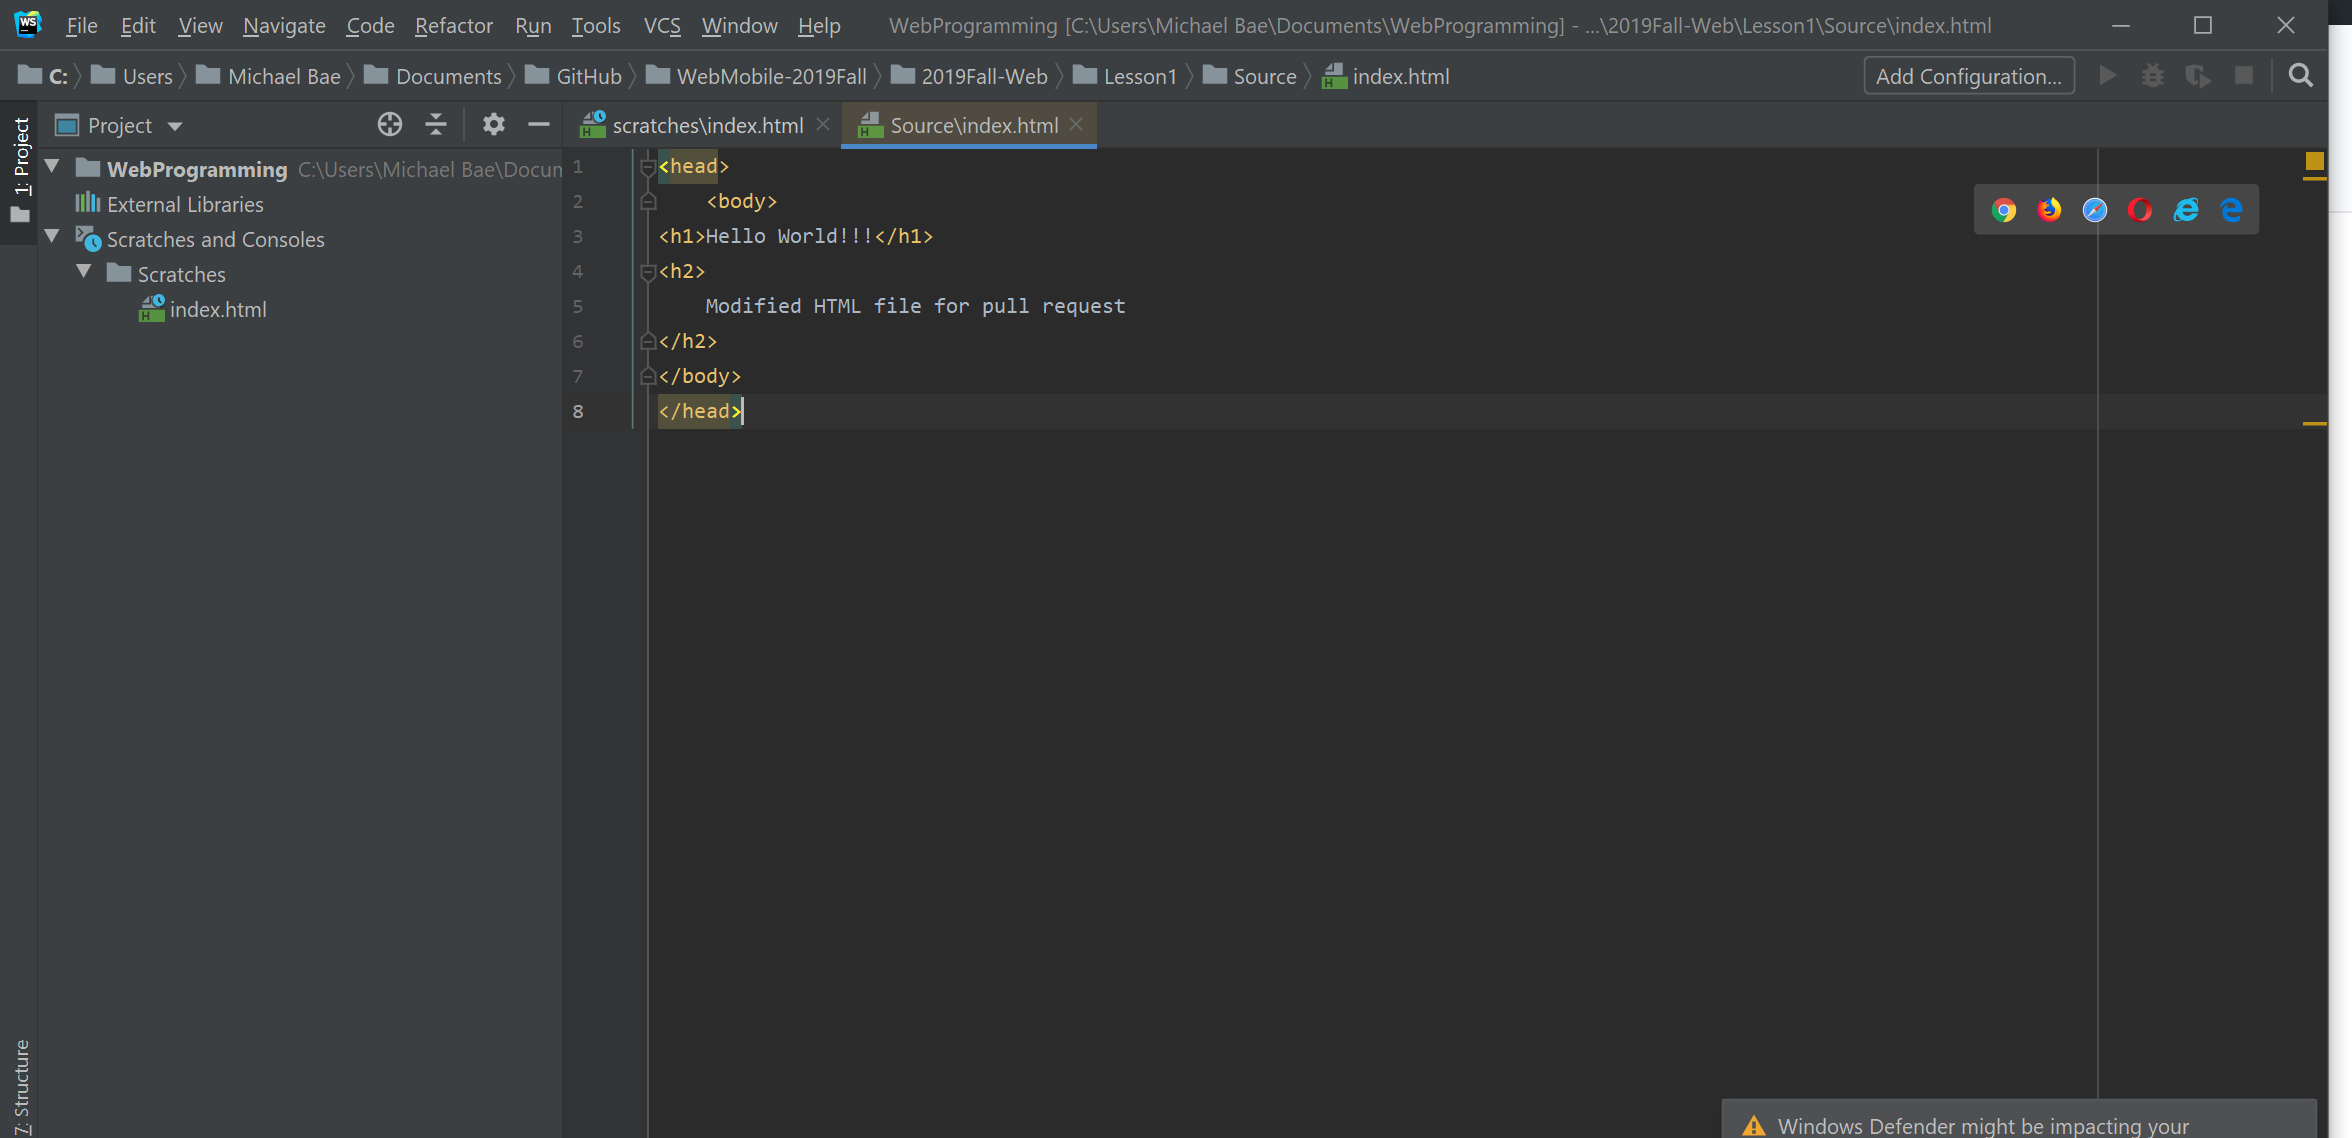 WS File Edit View Navigate Code Refactor Run Tools VCS Window Help WebProgramming [C:\Users\Michael Bae\Documents\WebProgramming] - ...\2019Fall-Web\Lesson1\Source\index.html
C: Users Michael Bae Documents GitHub WebMobile-2019Fall 2019Fall-Web Lesson1 Source index.html Add Configuration...
1: Project
Project
scratches\index.html Source\index.html
WebProgramming C:\Users\Michael Bae\Docum
External Libraries
Scratches and Consoles
Scratches
index.html
1 <head>
2 <body>
3 <h1>Hello World!!!</h1>
4 <h2>
5 Modified HTML file for pull request
6 </h2>
7 </body>
8 </head>
7: Structure
Windows Defender might be impacting your